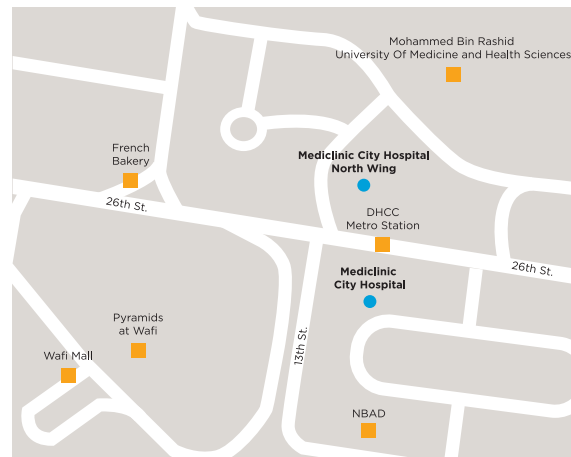 Mohammed Bin Rashid
University Of Medicine and Health Sciences
French
Bakery
Mediclinic City Hospital
North Wing
26th St.
DHCC
Metro Station
26th St.
Mediclinic
City Hospital
Pyramids
at Wafi
13th St.
Wafi Mall
NBAD